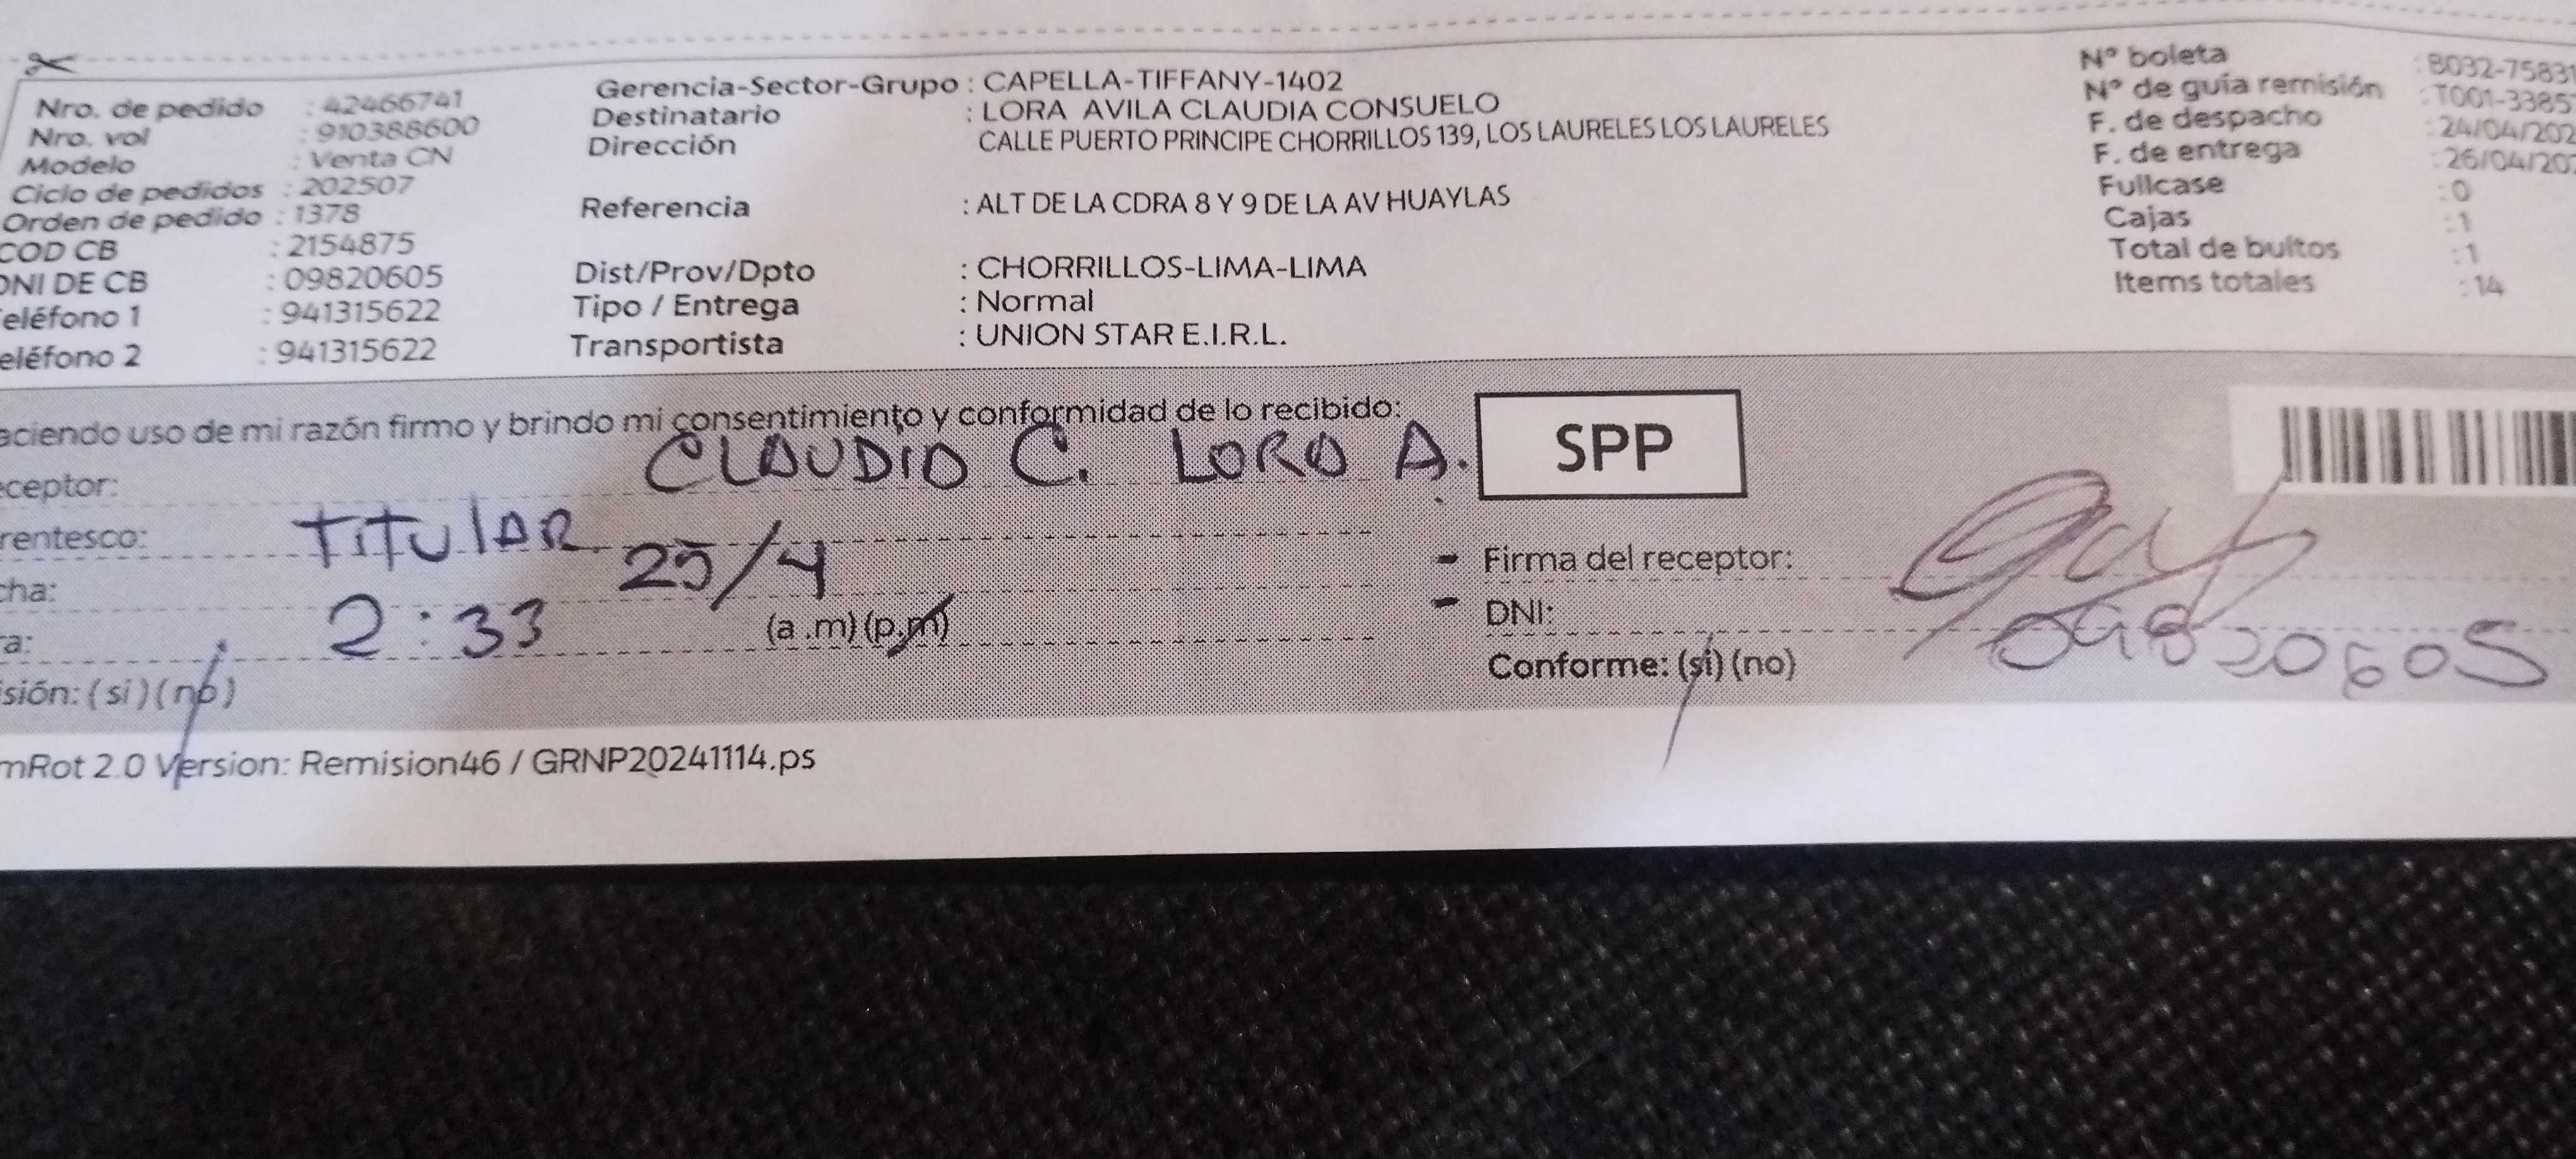 Nro. de pedido : 42466741
Nro. vol : 910388600
Modelo : Venta CN
Ciclo de pedidos : 202507
Orden de pedido : 1378
COD CB : 2154875
DNI DE CB : 09820605
eléfono 1 : 941315622
eléfono 2 : 941315622
Gerencia-Sector-Grupo : CAPELLA-TIFFANY-1402
Destinatario : LORA AVILA CLAUDIA CONSUELO
Dirección CALLE PUERTO PRINCIPE CHORRILLOS 139, LOS LAURELES LOS LAURELES
Referencia : ALT DE LA CDRA 8 Y 9 DE LA AV HUAYLAS
Dist/Prov/Dpto : CHORRILLOS-LIMA-LIMA
Tipo / Entrega : Normal
Transportista : UNION STAR E.I.R.L.
N° boleta : B032-75831
N° de guía remisión : T001-3385
F. de despacho : 24/04/202
F. de entrega : 26/04/20
Fullcase : 0
Cajas : 1
Total de bultos : 1
Items totales : 14
aciendo uso de mi razón firmo y brindo mi consentimiento y conformidad de lo recibido:
ceptor: CLAUDIA C. LORA A.
rentesco: TITULAR
cha: 25/4
a: 2:33 (a .m) (p.m)
isión: ( si ) ( no )
SPP
- Firma del receptor:
- DNI: 09820605
Conforme: (si) (no)
mRot 2.0 Version: Remision46 / GRNP20241114.ps